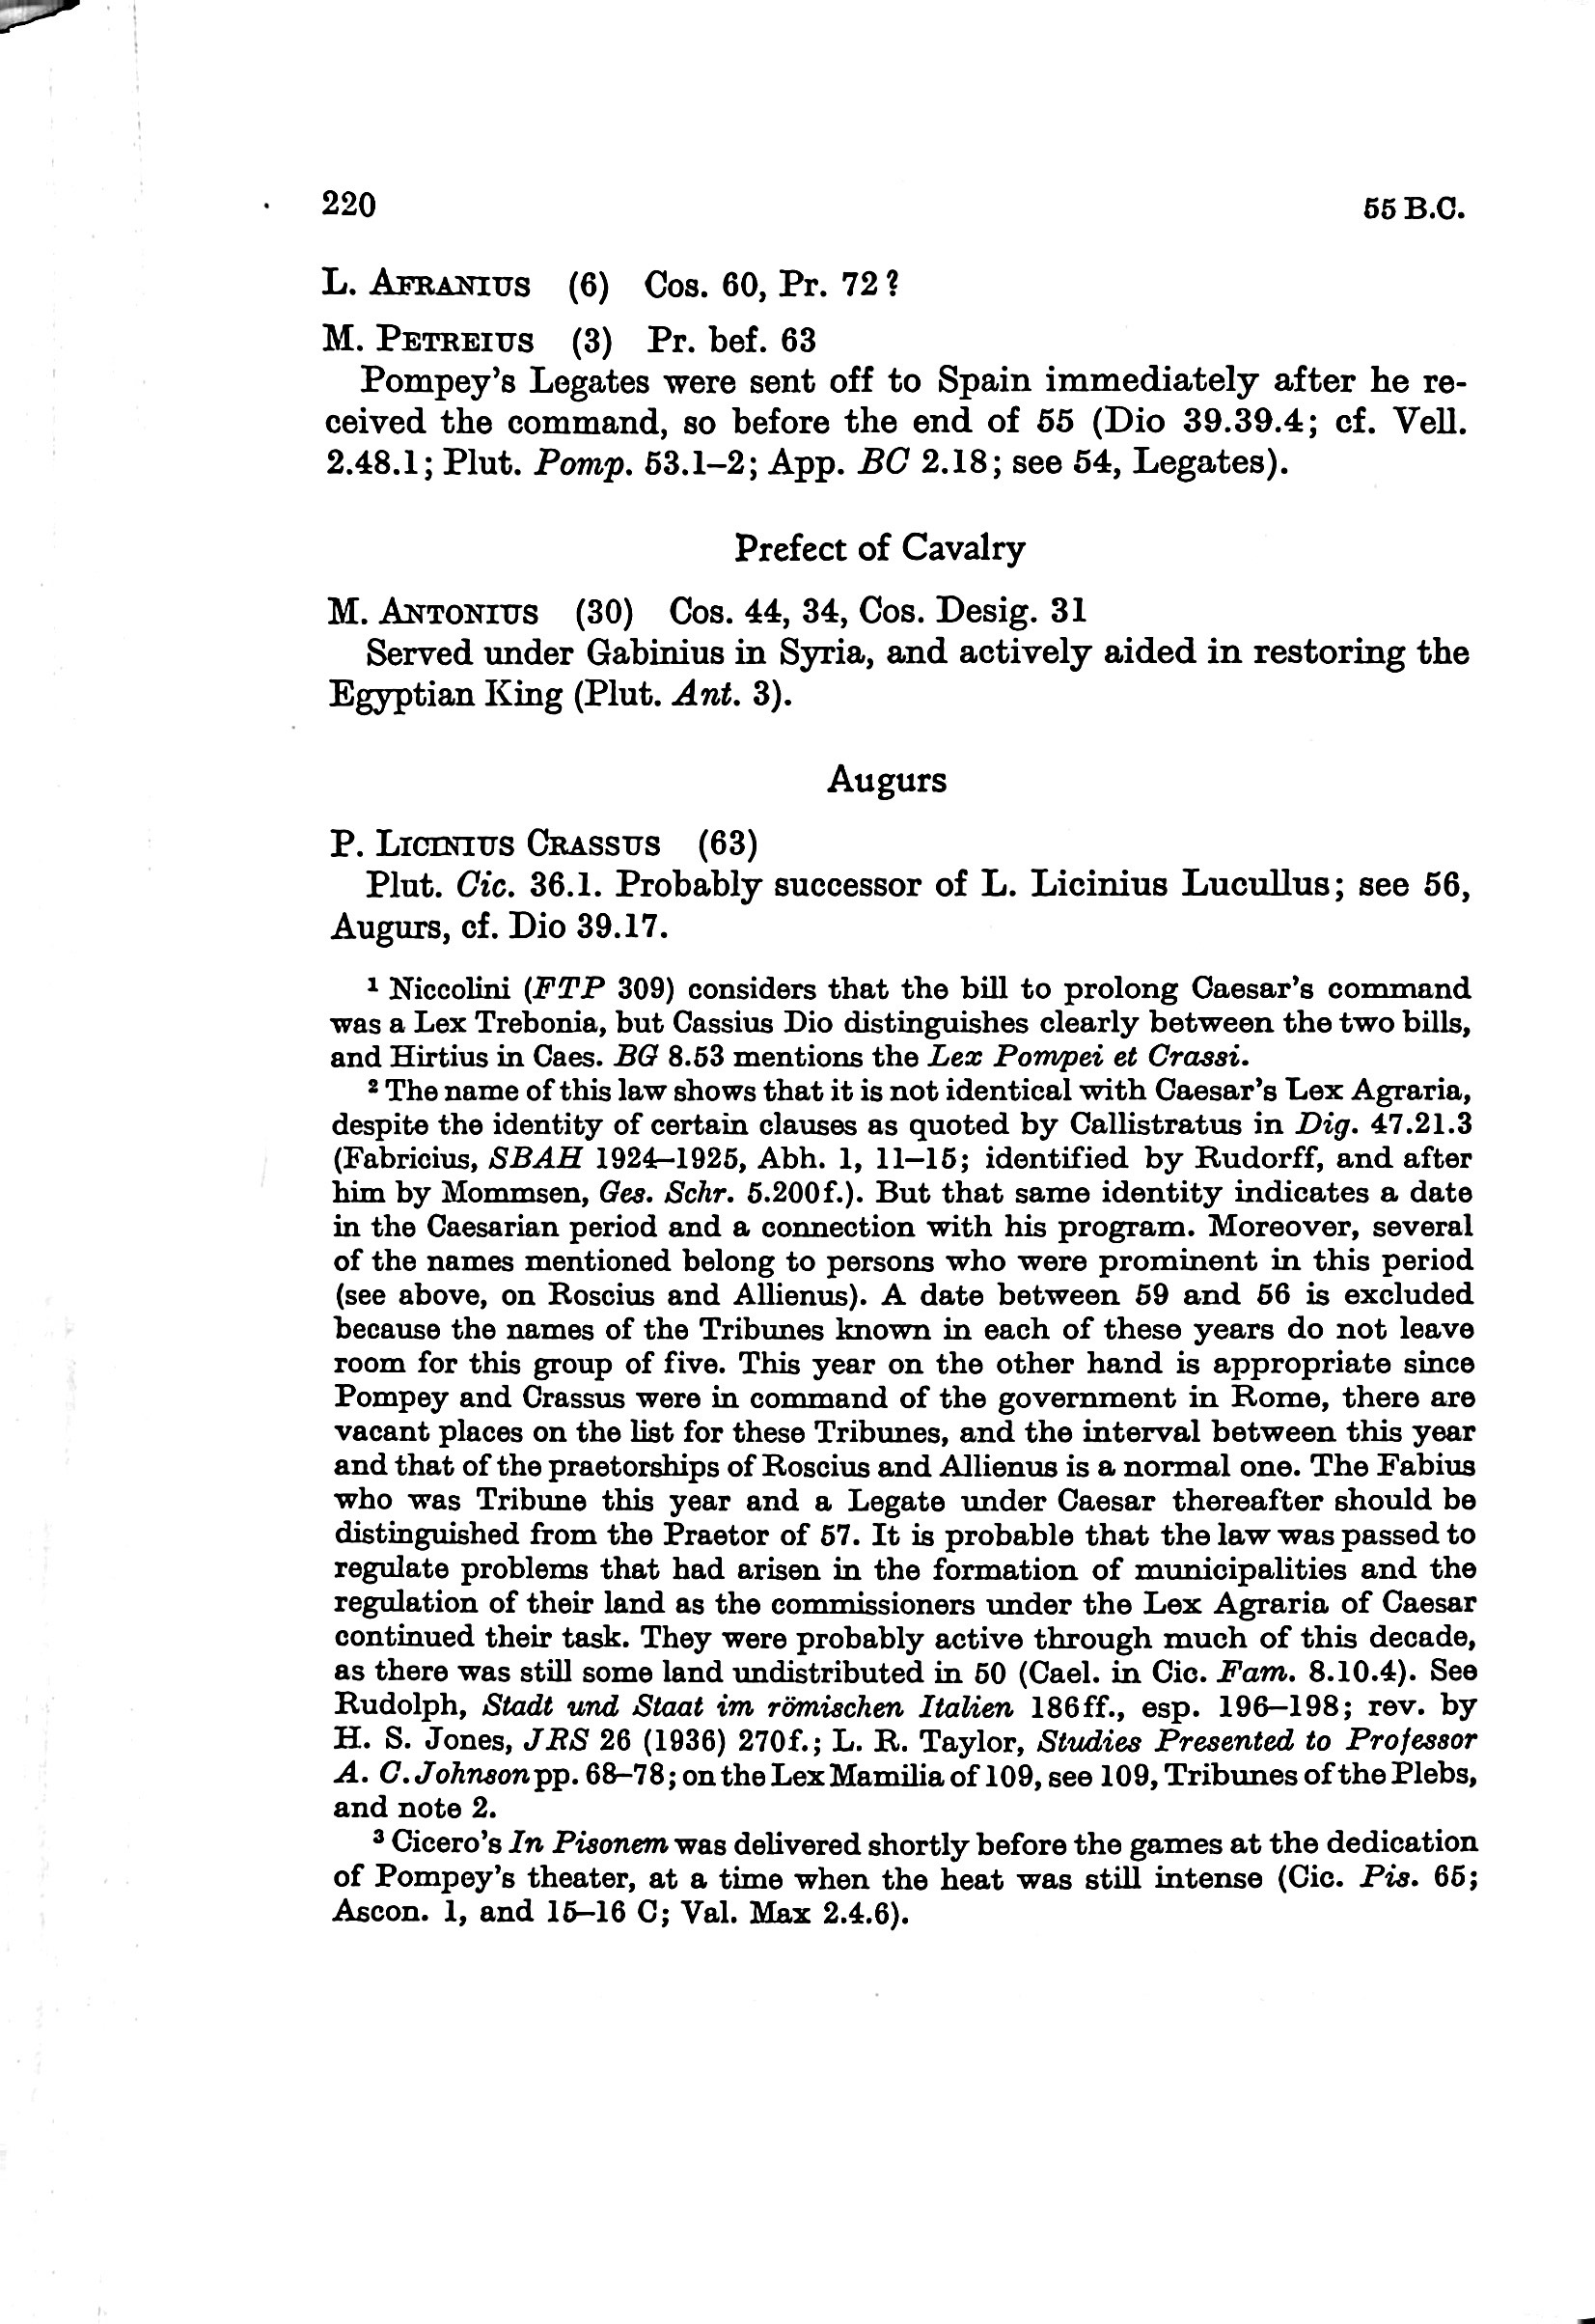 220 55 B.C.
L. AFRANIUS (6) Cos. 60, Pr. 72?
M. PETREIUS (3) Pr. bef. 63
Pompey's Legates were sent off to Spain immediately after he re-
ceived the command, so before the end of 55 (Dio 39.39.4; cf. Vell.
2.48.1; Plut. Pomp. 53.1–2; App. BC 2.18; see 54, Legates).
Prefect of Cavalry
M. ANTONIUS (30) Cos. 44, 34, Cos. Desig. 31
Served under Gabinius in Syria, and actively aided in restoring the
Egyptian King (Plut. Ant. 3).
Augurs
P. LICINIUS CRASSUS (63)
Plut. Cic. 36.1. Probably successor of L. Licinius Lucullus; see 56,
Augurs, cf. Dio 39.17.
¹ Niccolini (FTP 309) considers that the bill to prolong Caesar's command
was a Lex Trebonia, but Cassius Dio distinguishes clearly between the two bills,
and Hirtius in Caes. BG 8.53 mentions the Lex Pompei et Crassi.
² The name of this law shows that it is not identical with Caesar's Lex Agraria,
despite the identity of certain clauses as quoted by Callistratus in Dig. 47.21.3
(Fabricius, SBAH 1924–1925, Abh. 1, 11–15; identified by Rudorff, and after
him by Mommsen, Ges. Schr. 5.200f.). But that same identity indicates a date
in the Caesarian period and a connection with his program. Moreover, several
of the names mentioned belong to persons who were prominent in this period
(see above, on Roscius and Allienus). A date between 59 and 56 is excluded
because the names of the Tribunes known in each of these years do not leave
room for this group of five. This year on the other hand is appropriate since
Pompey and Crassus were in command of the government in Rome, there are
vacant places on the list for these Tribunes, and the interval between this year
and that of the praetorships of Roscius and Allienus is a normal one. The Fabius
who was Tribune this year and a Legate under Caesar thereafter should be
distinguished from the Praetor of 57. It is probable that the law was passed to
regulate problems that had arisen in the formation of municipalities and the
regulation of their land as the commissioners under the Lex Agraria of Caesar
continued their task. They were probably active through much of this decade,
as there was still some land undistributed in 50 (Cael. in Cic. Fam. 8.10.4). See
Rudolph, Stadt und Staat im römischen Italien 186ff., esp. 196–198; rev. by
H. S. Jones, JRS 26 (1936) 270f.; L. R. Taylor, Studies Presented to Professor
A. C. Johnson pp. 68–78; on the Lex Mamilia of 109, see 109, Tribunes of the Plebs,
and note 2.
³ Cicero's In Pisonem was delivered shortly before the games at the dedication
of Pompey's theater, at a time when the heat was still intense (Cic. Pis. 65;
Ascon. 1, and 15–16 C; Val. Max 2.4.6).